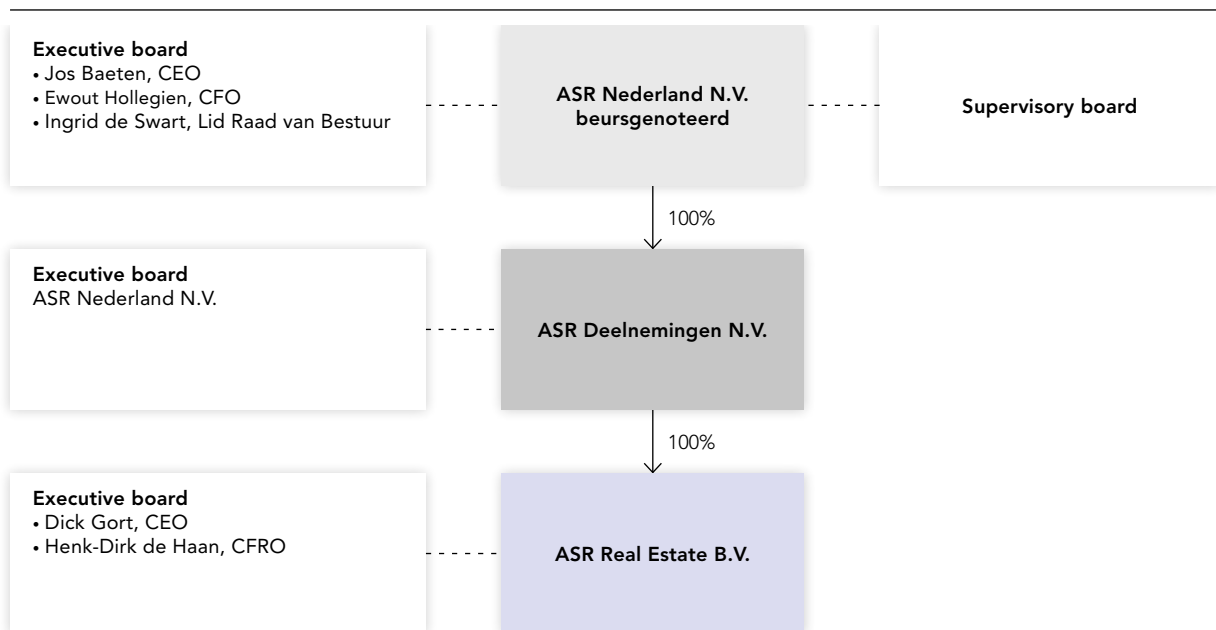 Executive board
• Jos Baeten, CEO
• Ewout Hollegien, CFO
• Ingrid de Swart, Lid Raad van Bestuur
ASR Nederland N.V.
beursgenoteerd
Supervisory board
100%
Executive board
ASR Nederland N.V.
ASR Deelnemingen N.V.
100%
Executive board
• Dick Gort, CEO
• Henk-Dirk de Haan, CFRO
ASR Real Estate B.V.